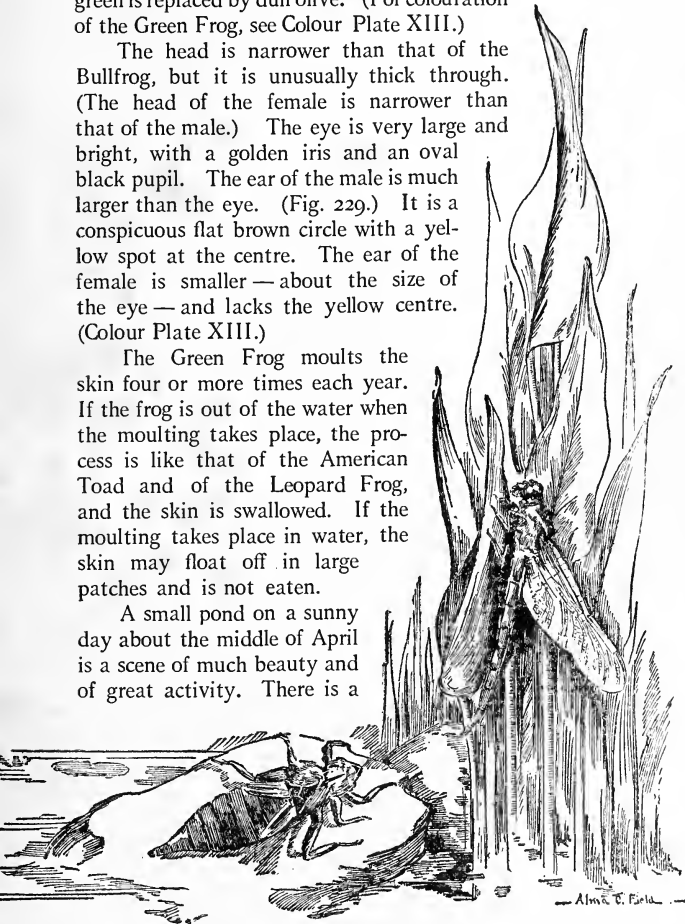 green is replaced by dull olive. (For colouration
of the Green Frog, see Colour Plate XIII.)
The head is narrower than that of the
Bullfrog, but it is unusually thick through.
(The head of the female is narrower than
that of the male.) The eye is very large and
bright, with a golden iris and an oval
black pupil. The ear of the male is much
larger than the eye. (Fig. 229.) It is a
conspicuous flat brown circle with a yel-
low spot at the centre. The ear of the
female is smaller — about the size of
the eye — and lacks the yellow centre.
(Colour Plate XIII.)
The Green Frog moults the
skin four or more times each year.
If the frog is out of the water when
the moulting takes place, the pro-
cess is like that of the American
Toad and of the Leopard Frog,
and the skin is swallowed. If the
moulting takes place in water, the
skin may float off in large
patches and is not eaten.
A small pond on a sunny
day about the middle of April
is a scene of much beauty and
of great activity. There is a
Alma E. Field